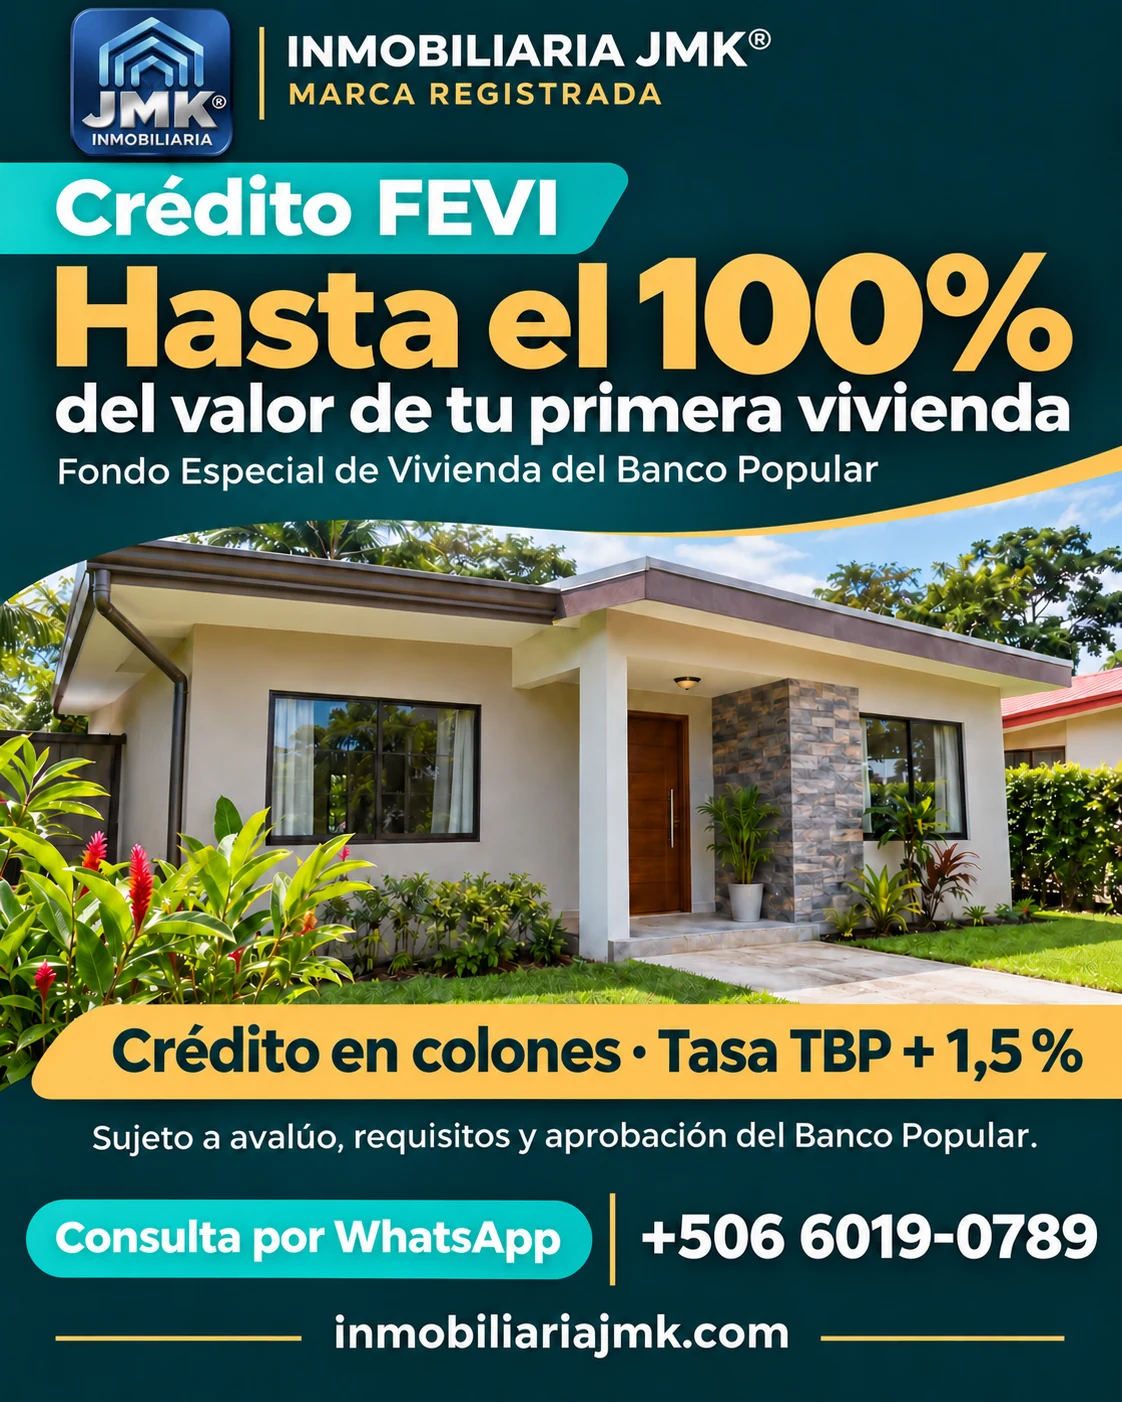 JMK®
INMOBILIARIA
INMOBILIARIA JMK®
MARCA REGISTRADA
Crédito FEVI
Hasta el 100%
del valor de tu primera vivienda
Fondo Especial de Vivienda del Banco Popular
Crédito en colones · Tasa TBP + 1,5 %
Sujeto a avalúo, requisitos y aprobación del Banco Popular.
Consulta por WhatsApp
+506 6019-0789
inmobiliariajmk.com